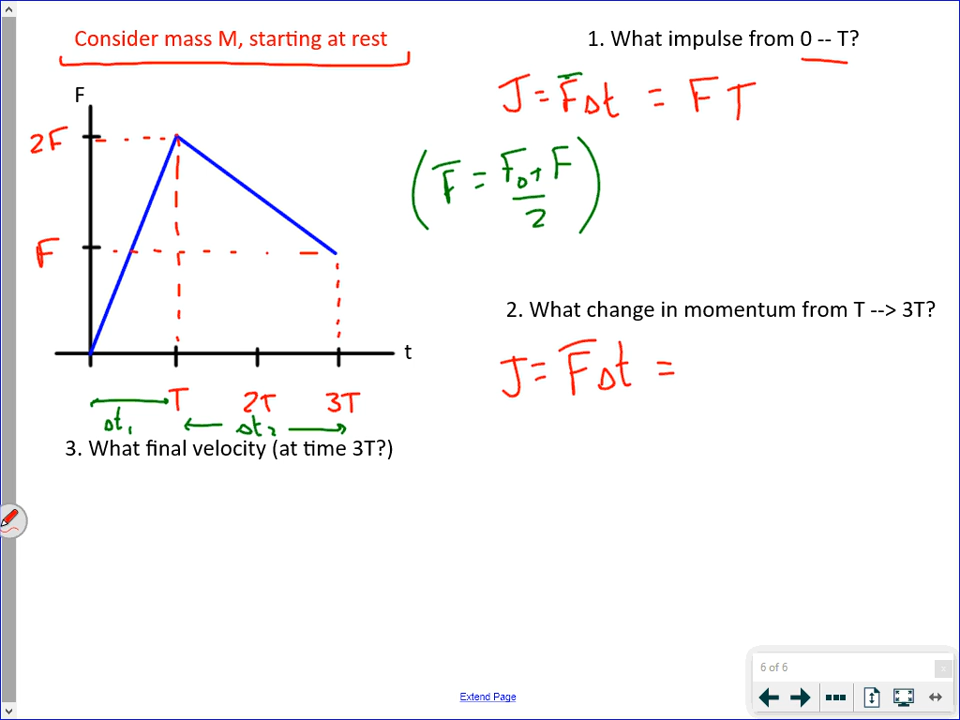 Consider mass M, starting at rest
F
2F
F
t
T 2T 3T
Δt₁ Δt₂
1. What impulse from 0 -- T?
J = F̅Δt = FT
(F̅ = F₀ + F / 2)
2. What change in momentum from T --> 3T?
J = F̅Δt =
3. What final velocity (at time 3T?)
6 of 6
Extend Page